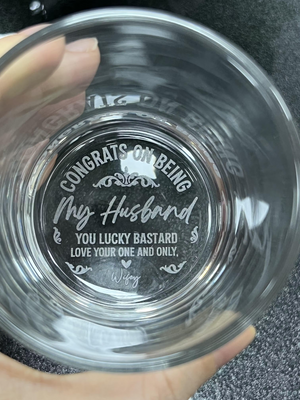 CONGRATS ON BEING
My Husband
YOU LUCKY BASTARD
LOVE YOUR ONE AND ONLY,
Wifey